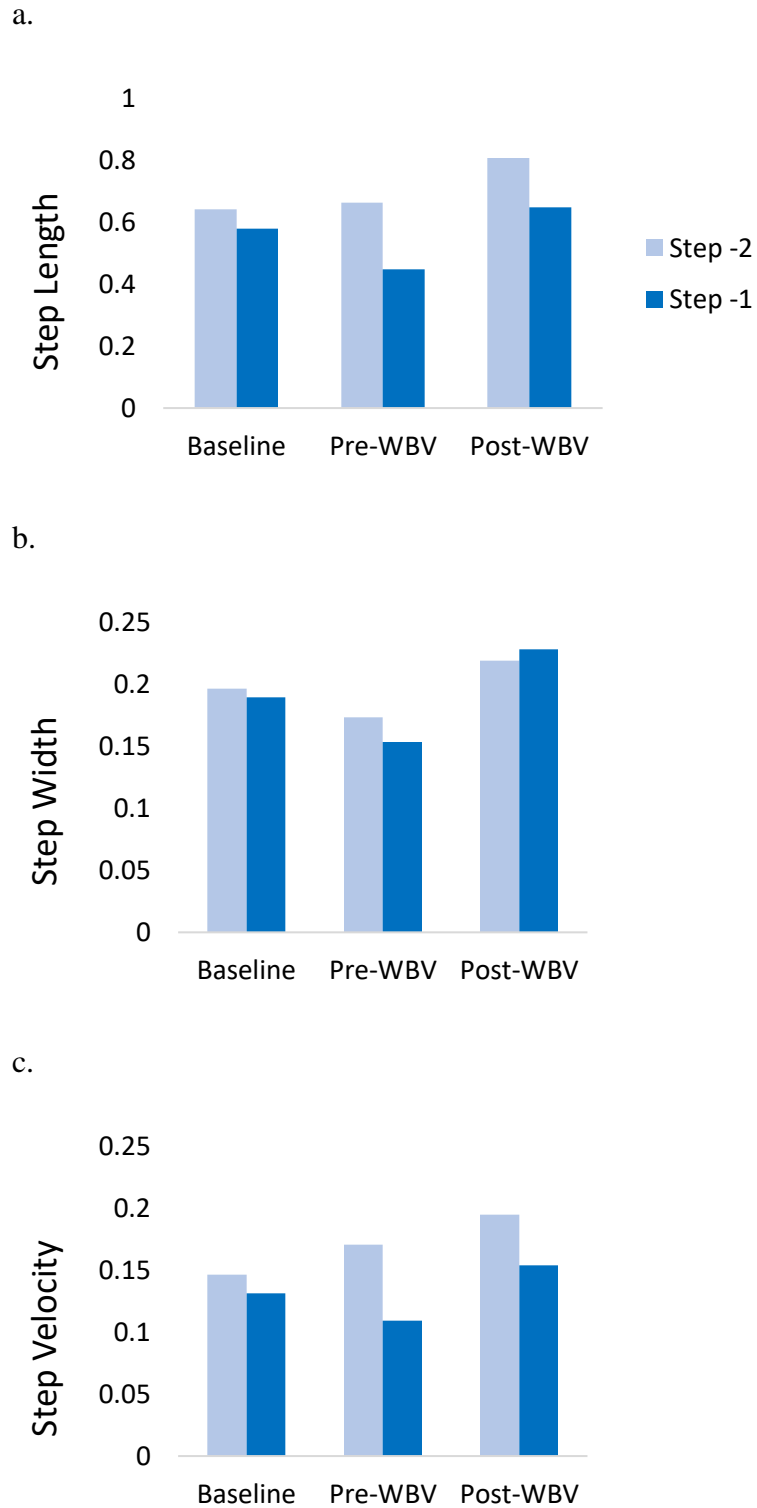 a.
1
0.8
0.6
0.4
0.2
0
Step Length
Baseline Pre-WBV Post-WBV
Step -2
Step -1
b.
0.25
0.2
0.15
0.1
0.05
0
Step Width
Baseline Pre-WBV Post-WBV
c.
0.25
0.2
0.15
0.1
0.05
0
Step Velocity
Baseline Pre-WBV Post-WBV